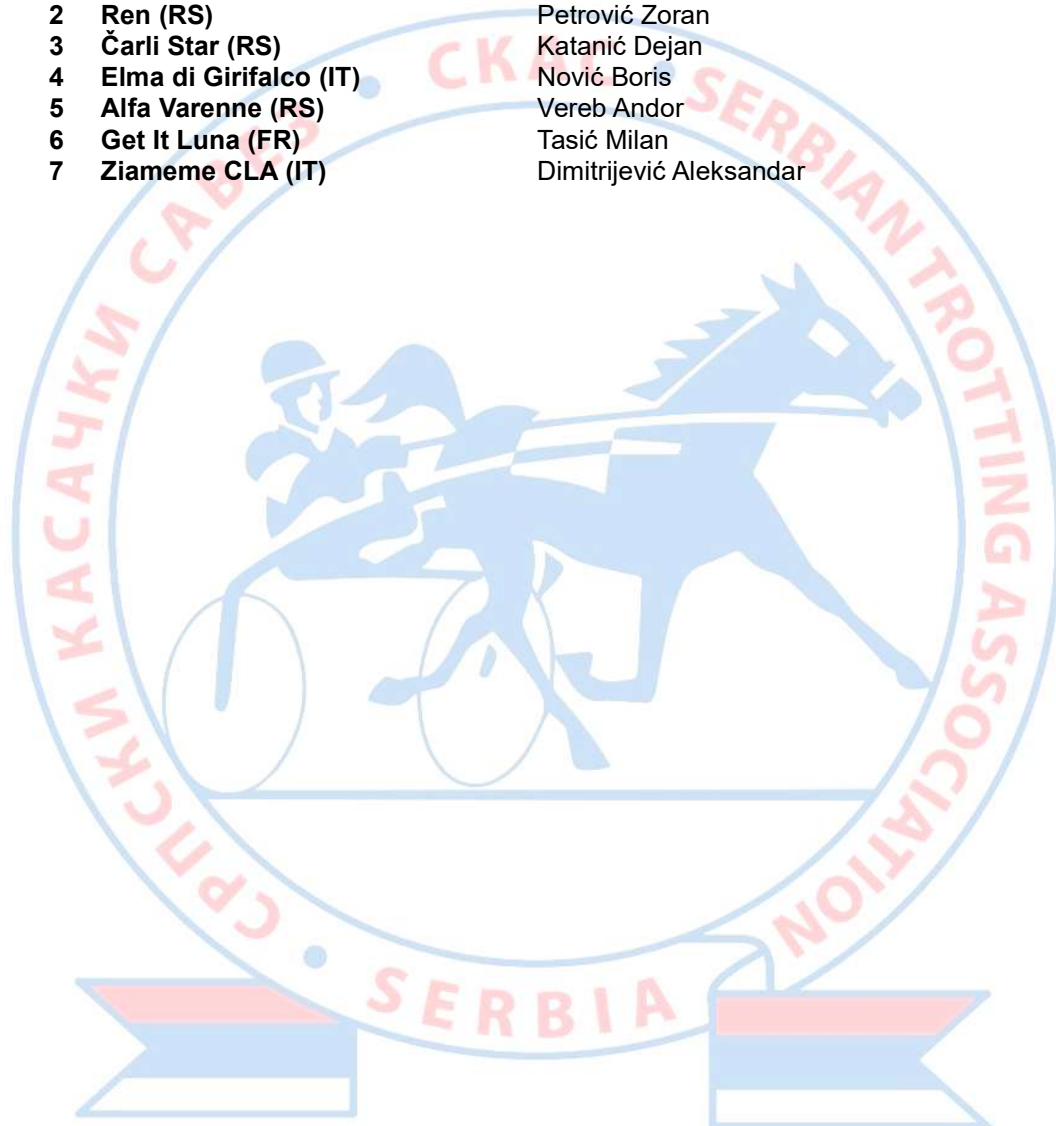 2 Ren (RS) Petrović Zoran
3 Čarli Star (RS) Katanić Dejan
4 Elma di Girifalco (IT) Nović Boris
5 Alfa Varenne (RS) Vereb Andor
6 Get It Luna (FR) Tasić Milan
7 Ziameme CLA (IT) Dimitrijević Aleksandar
СРПСКИ КАСАЧКИ САВЕЗ • СКАС • SERBIAN TROTTING ASSOCIATION •
SERBIA